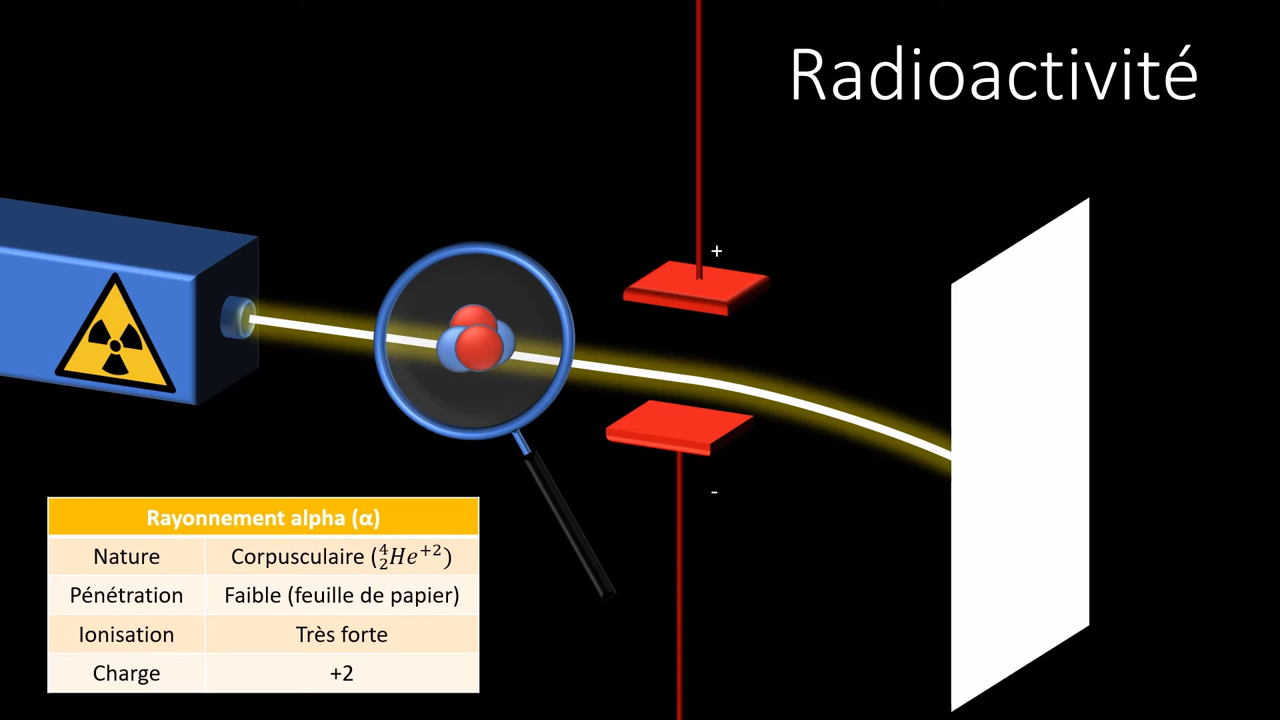 Radioactivité
+
-
Rayonnement alpha (α)
Nature Corpusculaire (⁴₂He⁺²)
Pénétration Faible (feuille de papier)
Ionisation Très forte
Charge +2